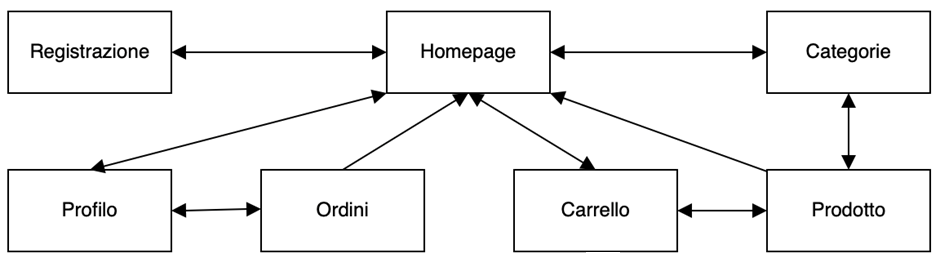 Registrazione
Homepage
Categorie
Profilo
Ordini
Carrello
Prodotto